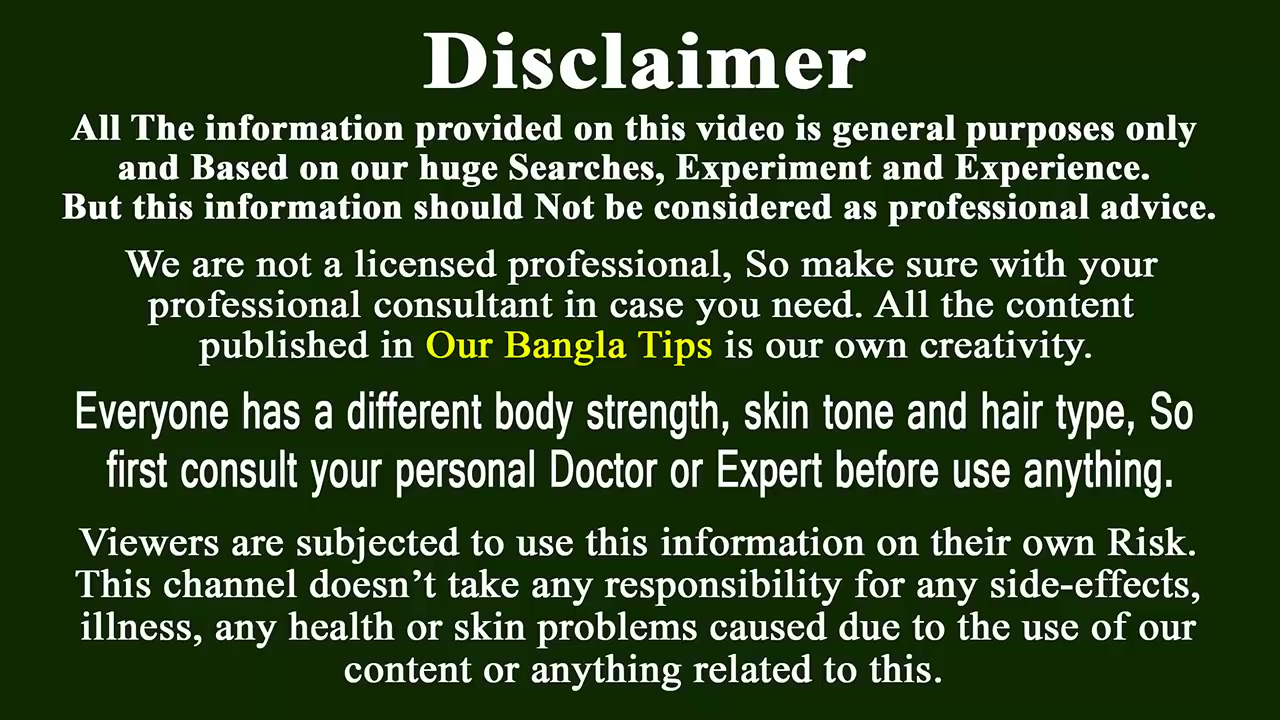 Disclaimer
All The information provided on this video is general purposes only
and Based on our huge Searches, Experiment and Experience.
But this information should Not be considered as professional advice.
We are not a licensed professional, So make sure with your
professional consultant in case you need. All the content
published in Our Bangla Tips is our own creativity.
Everyone has a different body strength, skin tone and hair type, So
first consult your personal Doctor or Expert before use anything.
Viewers are subjected to use this information on their own Risk.
This channel doesn’t take any responsibility for any side-effects,
illness, any health or skin problems caused due to the use of our
content or anything related to this.